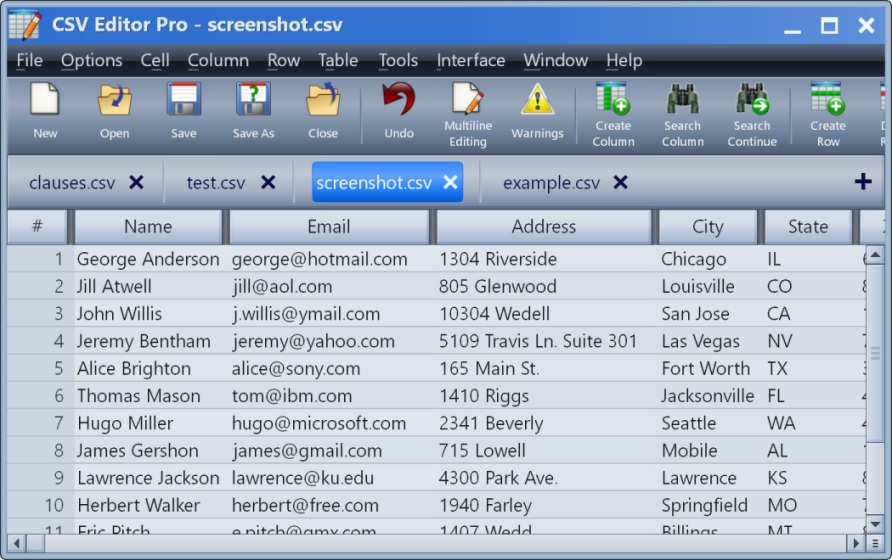 CSV Editor Pro - screenshot.csv
File Options Cell Column Row Table Tools Interface Window Help
New Open Save Save As Close Undo Multiline Editing Warnings Create Column Search Column Search Continue Create Row
clauses.csv test.csv screenshot.csv example.csv +
# Name Email Address City State
1 George Anderson george@hotmail.com 1304 Riverside Chicago IL
2 Jill Atwell jill@aol.com 805 Glenwood Louisville CO
3 John Willis j.willis@ymail.com 10304 Wedell San Jose CA
4 Jeremy Bentham jeremy@yahoo.com 5109 Travis Ln. Suite 301 Las Vegas NV
5 Alice Brighton alice@sony.com 165 Main St. Fort Worth TX
6 Thomas Mason tom@ibm.com 1410 Riggs Jacksonville FL
7 Hugo Miller hugo@microsoft.com 2341 Beverly Seattle WA
8 James Gershon james@gmail.com 715 Lowell Mobile AL
9 Lawrence Jackson lawrence@ku.edu 4300 Park Ave. Lawrence KS
10 Herbert Walker herbert@free.com 1940 Farley Springfield MO
11 Eric Pitch e.pitch@gmx.com 1407 Wedd Billings MT